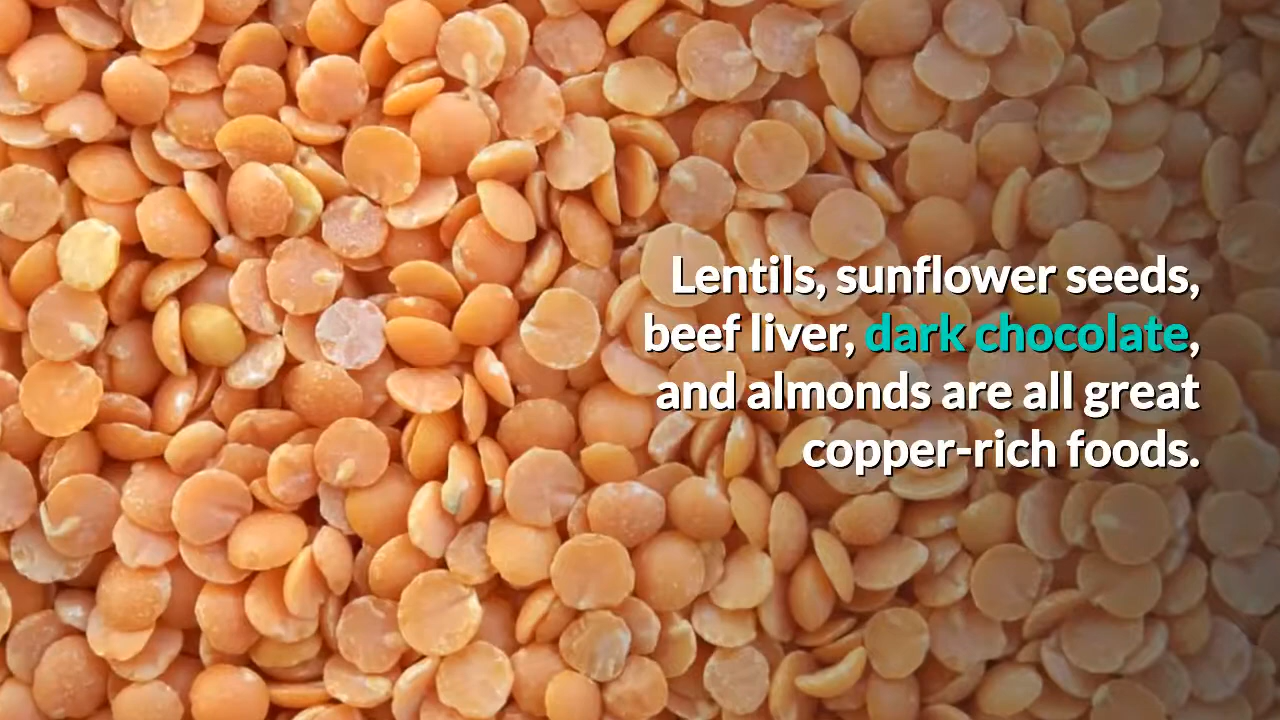 Lentils, sunflower seeds,
beef liver, dark chocolate,
and almonds are all great
copper-rich foods.